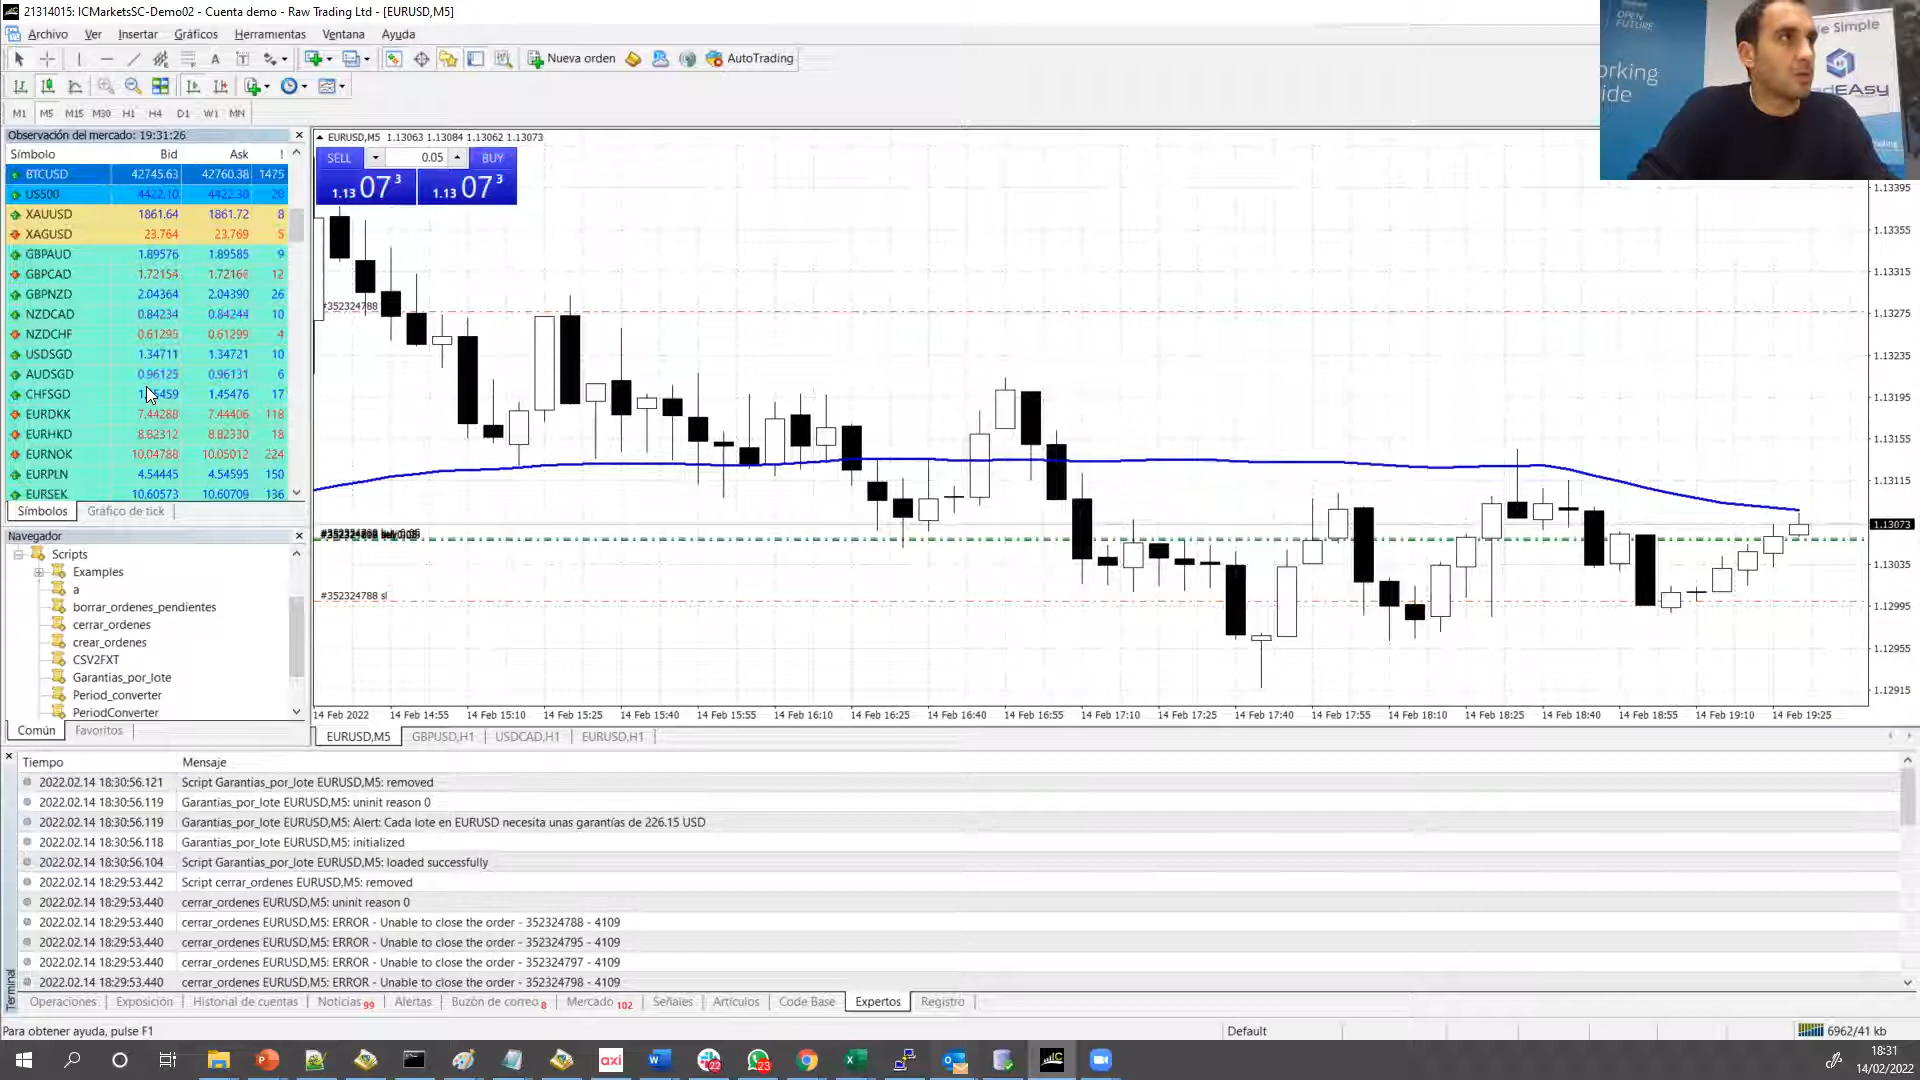 21314015: ICMarketsSC-Demo02 - Cuenta demo - Raw Trading Ltd - [EURUSD,M5]
Archivo Ver Insertar Gráficos Herramientas Ventana Ayuda
Nueva orden AutoTrading
M1 M5 M15 M30 H1 H4 D1 W1 MN
Observación del mercado: 19:31:26
Símbolo Bid Ask !
BTCUSD 42745.63 42760.38 1475
US500 4422.10 4422.30 20
XAUUSD 1861.64 1861.72 8
XAGUSD 23.764 23.769 5
GBPAUD 1.89576 1.89585 9
GBPCAD 1.72154 1.72166 12
GBPNZD 2.04364 2.04390 26
NZDCAD 0.84234 0.84244 10
NZDCHF 0.61295 0.61299 4
USDSGD 1.34711 1.34721 10
AUDSGD 0.96125 0.96131 6
CHFSGD 1.45459 1.45476 17
EURDKK 7.44288 7.44406 118
EURHKD 8.82312 8.82330 18
EURNOK 10.04788 10.05012 224
EURPLN 4.54445 4.54595 150
EURSEK 10.60573 10.60709 136
Símbolos Gráfico de tick
Navegador
Scripts
Examples
a
borrar_ordenes_pendientes
cerrar_ordenes
crear_ordenes
CSV2FXT
Garantias_por_lote
Period_converter
PeriodConverter
Común Favoritos
EURUSD,M5 1.13063 1.13084 1.13062 1.13073
SELL 0.05 BUY
1.13 07 3 1.13 07 3
#352324788
#352324788 sl
1.13395
1.13355
1.13315
1.13275
1.13235
1.13195
1.13155
1.13115
1.13073
1.13035
1.12995
1.12955
1.12915
14 Feb 2022 14 Feb 14:55 14 Feb 15:10 14 Feb 15:25 14 Feb 15:40 14 Feb 15:55 14 Feb 16:10 14 Feb 16:25 14 Feb 16:40 14 Feb 16:55 14 Feb 17:10 14 Feb 17:25 14 Feb 17:40 14 Feb 17:55 14 Feb 18:10 14 Feb 18:25 14 Feb 18:40 14 Feb 18:55 14 Feb 19:10 14 Feb 19:25
EURUSD,M5 GBPUSD,H1 USDCAD,H1 EURUSD,H1
Tiempo Mensaje
2022.02.14 18:30:56.121 Script Garantias_por_lote EURUSD,M5: removed
2022.02.14 18:30:56.119 Garantias_por_lote EURUSD,M5: uninit reason 0
2022.02.14 18:30:56.119 Garantias_por_lote EURUSD,M5: Alert: Cada lote en EURUSD necesita unas garantías de 226.15 USD
2022.02.14 18:30:56.118 Garantias_por_lote EURUSD,M5: initialized
2022.02.14 18:30:56.104 Script Garantias_por_lote EURUSD,M5: loaded successfully
2022.02.14 18:29:53.442 Script cerrar_ordenes EURUSD,M5: removed
2022.02.14 18:29:53.440 cerrar_ordenes EURUSD,M5: uninit reason 0
2022.02.14 18:29:53.440 cerrar_ordenes EURUSD,M5: ERROR - Unable to close the order - 352324788 - 4109
2022.02.14 18:29:53.440 cerrar_ordenes EURUSD,M5: ERROR - Unable to close the order - 352324795 - 4109
2022.02.14 18:29:53.440 cerrar_ordenes EURUSD,M5: ERROR - Unable to close the order - 352324797 - 4109
2022.02.14 18:29:53.440 cerrar_ordenes EURUSD,M5: ERROR - Unable to close the order - 352324798 - 4109
Terminal
Operaciones Exposición Historial de cuentas Noticias 99 Alertas Buzón de correo 8 Mercado 102 Señales Artículos Code Base Expertos Registro
Para obtener ayuda, pulse F1 Default 6962/41 kb
axi 22 23
18:31
14/02/2022
OPEN
FUTURE
orking
ide
e Simple
dEAsy
ading